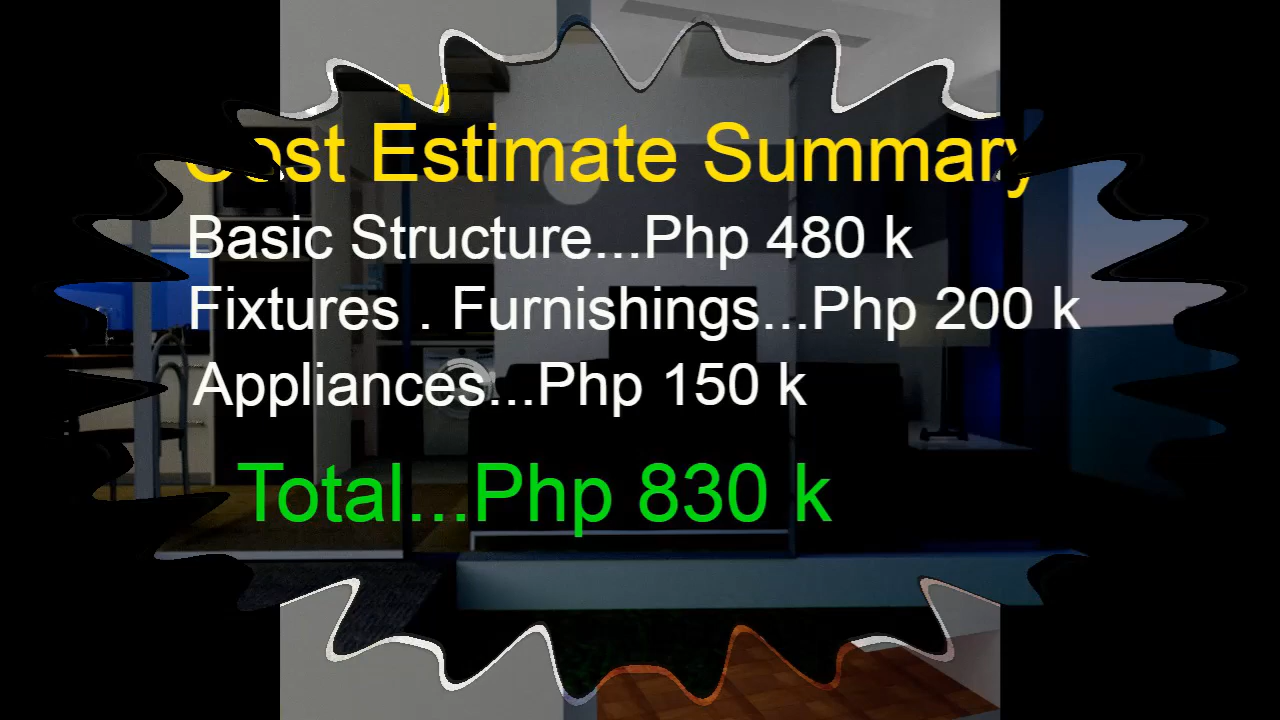 Cost Estimate Summary
Basic Structure...Php 480 k
Fixtures . Furnishings...Php 200 k
Appliances...Php 150 k
Total...Php 830 k